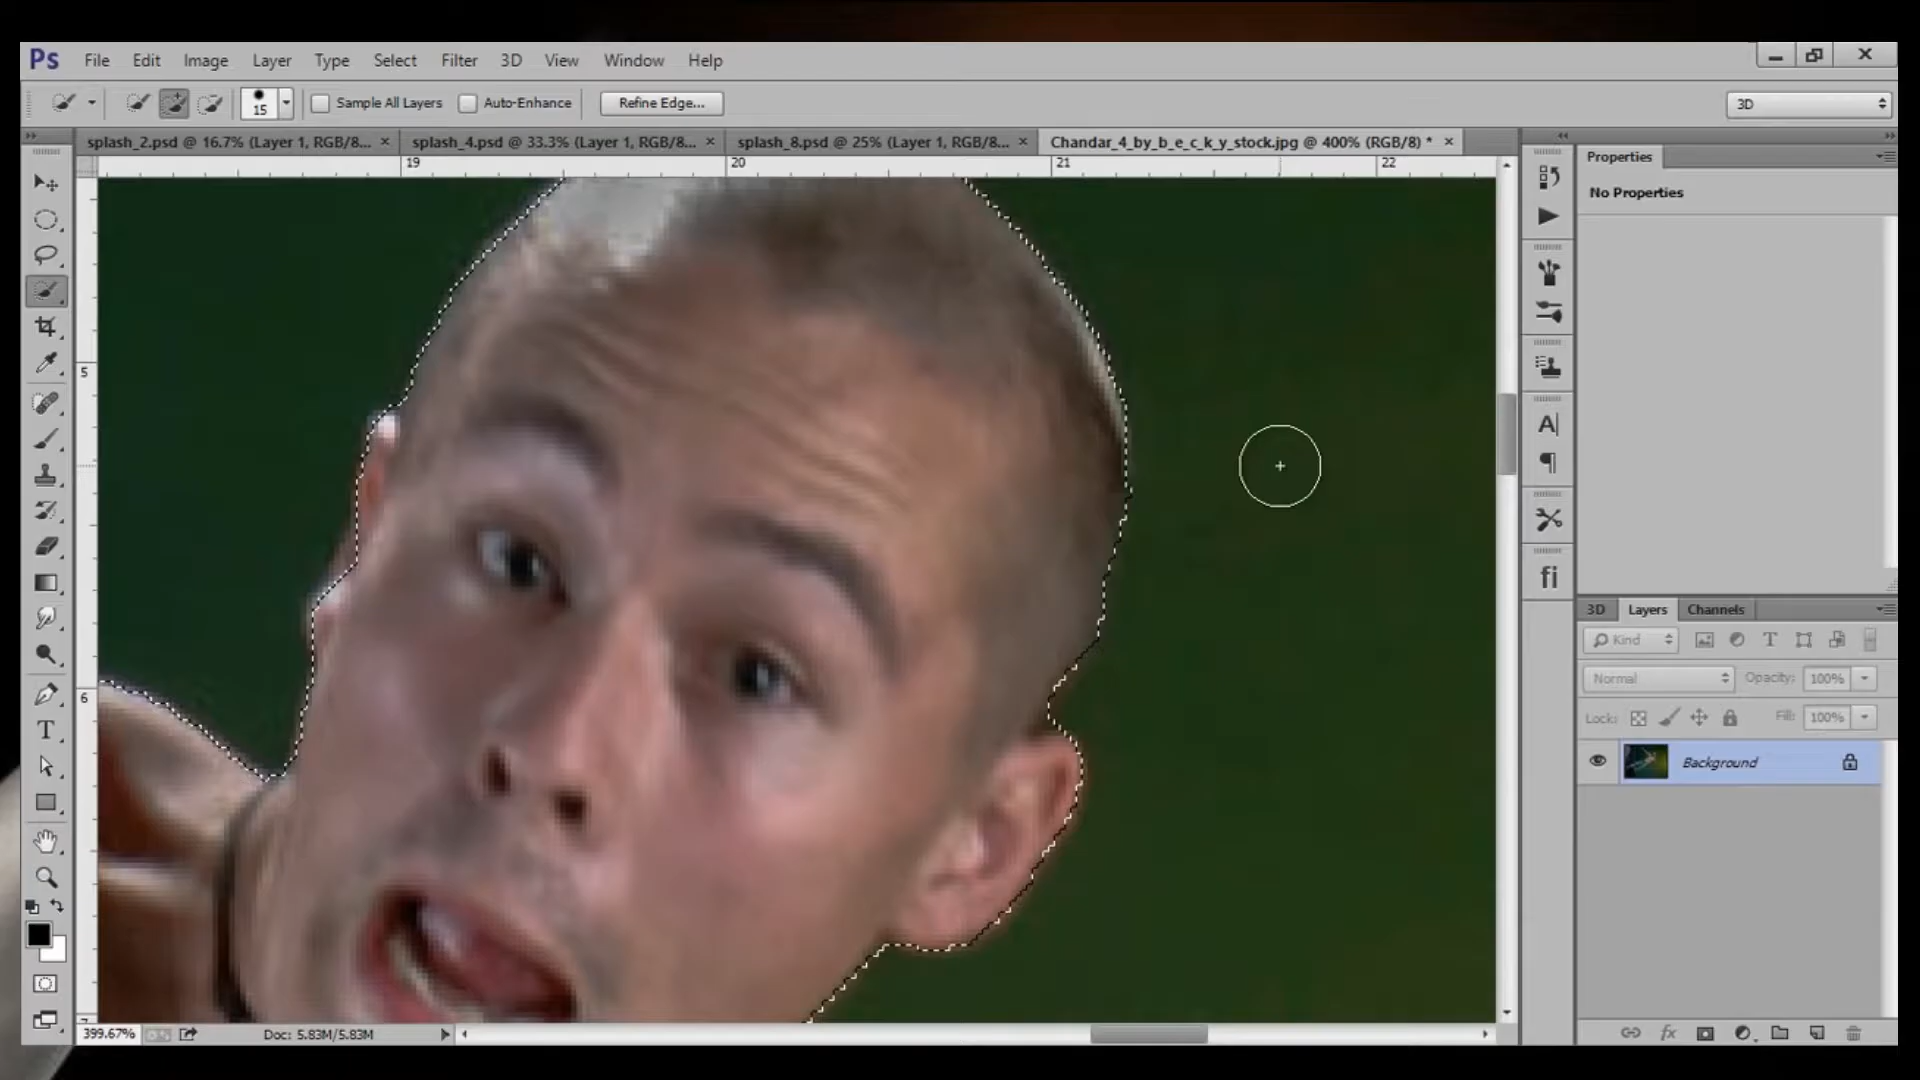 Ps File Edit Image Layer Type Select Filter 3D View Window Help
15 Sample All Layers Auto-Enhance Refine Edge... 3D
splash_2.psd @ 16.7% (Layer 1, RGB/8... × splash_4.psd @ 33.3% (Layer 1, RGB/8... × splash_8.psd @ 25% (Layer 1, RGB/8... × Chandar_4_by_b_e_c_k_y_stock.jpg @ 400% (RGB/8) * ×
19 20 21 22
Properties
No Properties
5
A|
¶
fi
3D Layers Channels
Kind
T
6
Normal Opacity: 100%
Lock: Fill: 100%
T
Background
7
fx
399.67% Doc: 5.83M/5.83M